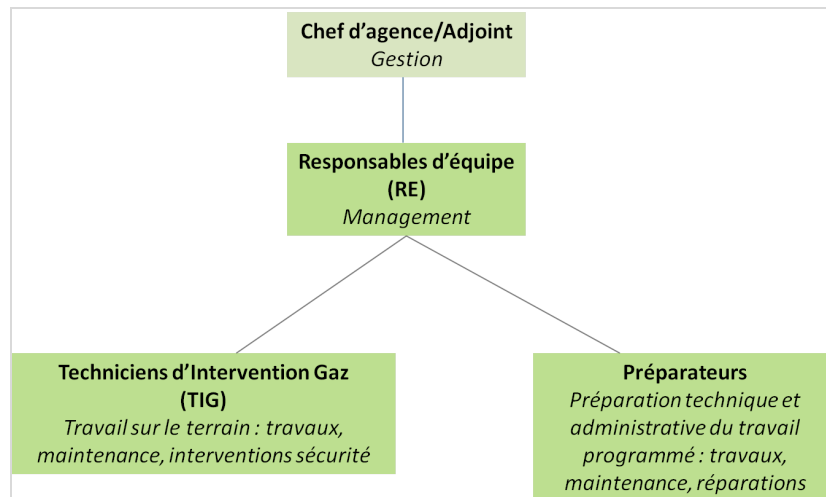 Chef d’agence/Adjoint
Gestion
Responsables d’équipe
(RE)
Management
Techniciens d’Intervention Gaz
(TIG)
Travail sur le terrain : travaux,
maintenance, interventions sécurité
Préparateurs
Préparation technique et
administrative du travail
programmé : travaux,
maintenance, réparations